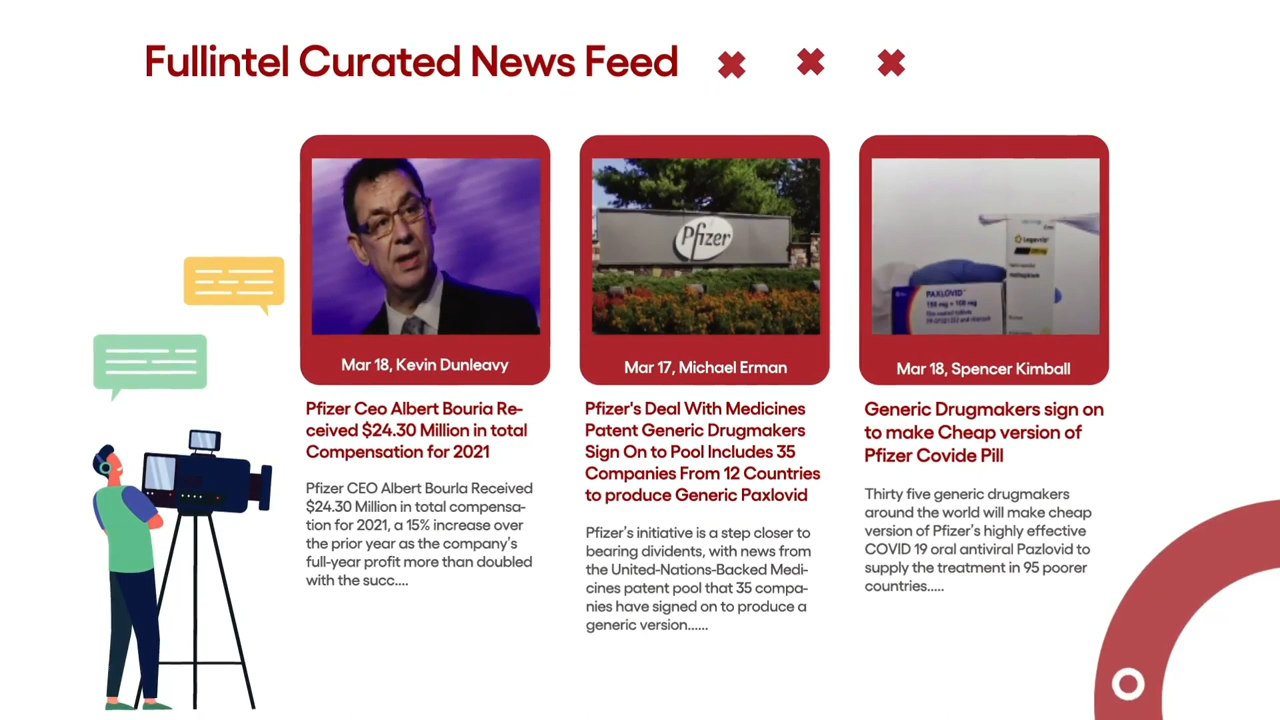 Fullintel Curated News Feed
Pfizer
PAXLOVID
Mar 18, Kevin Dunleavy
Mar 17, Michael Erman
Mar 18, Spencer Kimball
Pfizer Ceo Albert Bouria Re-
ceived $24.30 Million in total
Compensation for 2021
Pfizer CEO Albert Bourla Received
$24.30 Million in total compensa-
tion for 2021, a 15% increase over
the prior year as the company's
full-year profit more than doubled
with the succ....
Pfizer's Deal With Medicines
Patent Generic Drugmakers
Sign On to Pool Includes 35
Companies From 12 Countries
to produce Generic Paxlovid
Pfizer's initiative is a step closer to
bearing dividents, with news from
the United-Nations-Backed Medi-
cines patent pool that 35 compa-
nies have signed on to produce a
generic version......
Generic Drugmakers sign on
to make Cheap version of
Pfizer Covide Pill
Thirty five generic drugmakers
around the world will make cheap
version of Pfizer's highly effective
COVID 19 oral antiviral Pazlovid to
supply the treatment in 95 poorer
countries.....